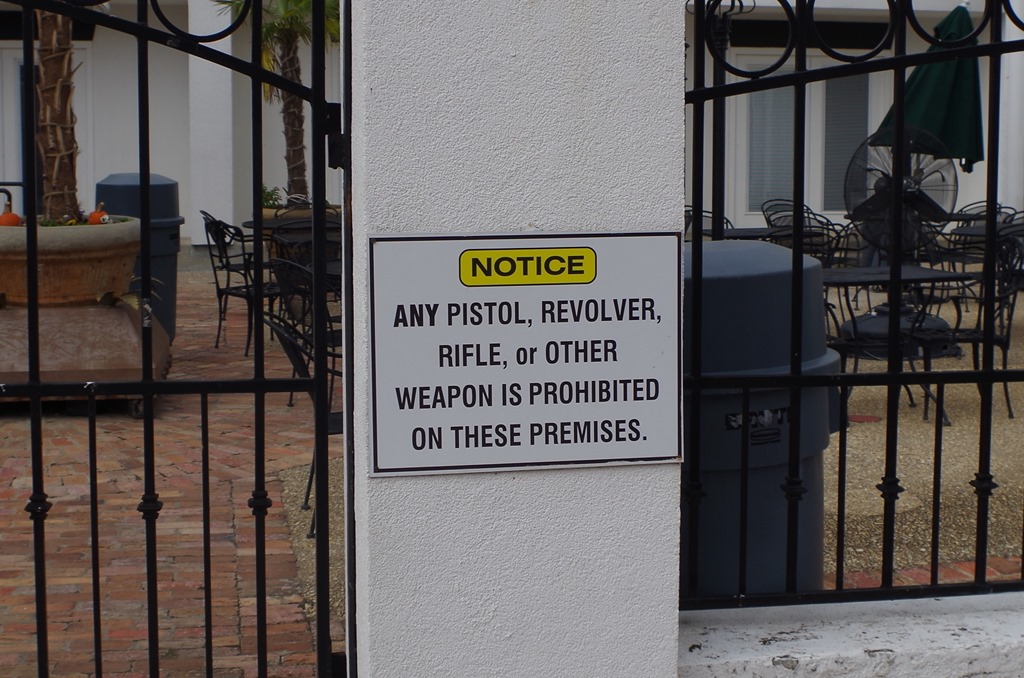 NOTICE
ANY PISTOL, REVOLVER,
RIFLE, or OTHER
WEAPON IS PROHIBITED
ON THESE PREMISES.